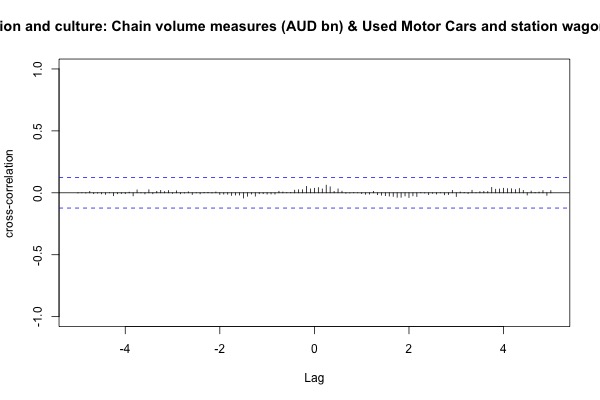 ion and culture: Chain volume measures (AUD bn) & Used Motor Cars and station wago
1.0
0.5
0.0
-0.5
-1.0
cross-correlation
-4 -2 0 2 4
Lag